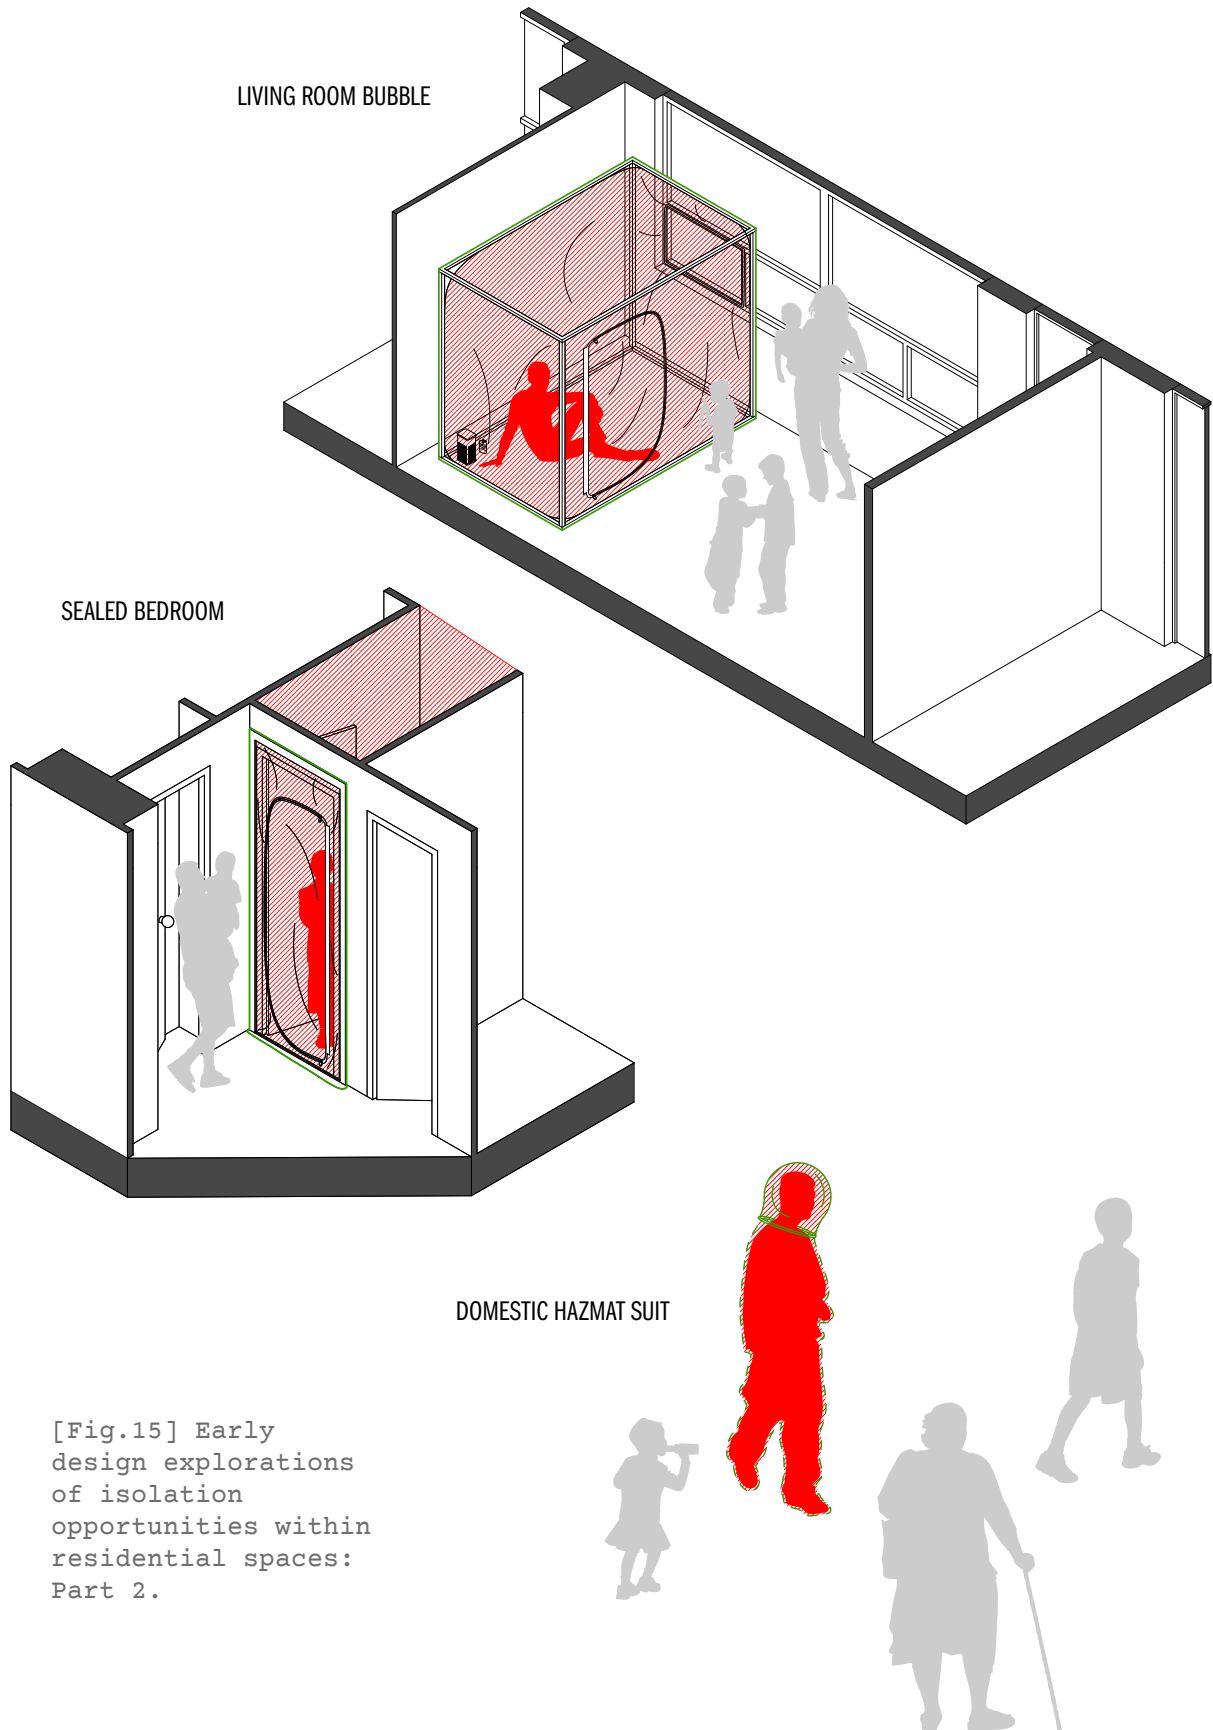 LIVING ROOM BUBBLE
SEALED BEDROOM
DOMESTIC HAZMAT SUIT
[Fig.15] Early
design explorations
of isolation
opportunities within
residential spaces:
Part 2.